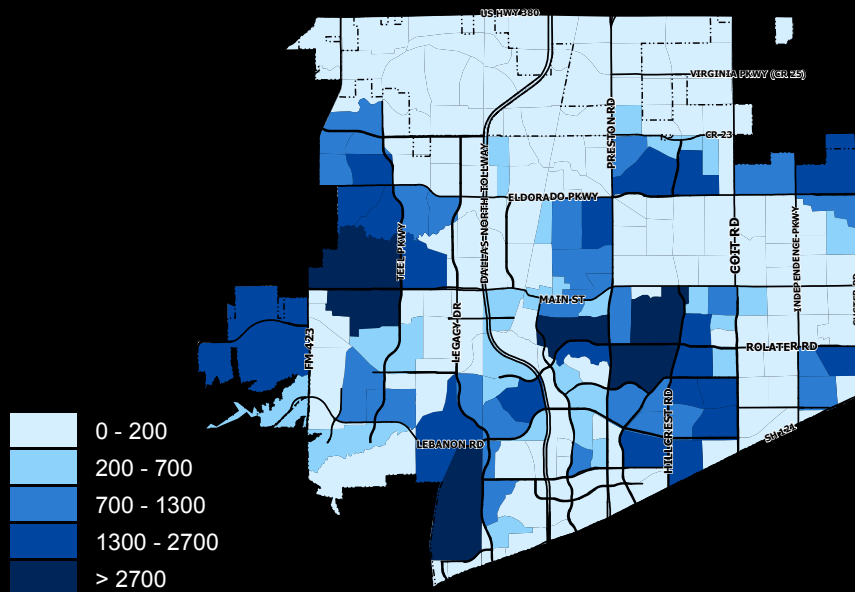 US HWY 380
VIRGINIA PKWY (CR 25)
PRESTON RD
CR 23
DALLAS NORTH TOLLWAY
ELDORADO PKWY
TEEL PKWY
COIT RD
INDEPENDENCE PKWY
MAIN ST
LEGACY DR
FM 423
ROLATER RD
HILLCREST RD
LEBANON RD
SH 121
0 - 200
200 - 700
700 - 1300
1300 - 2700
> 2700